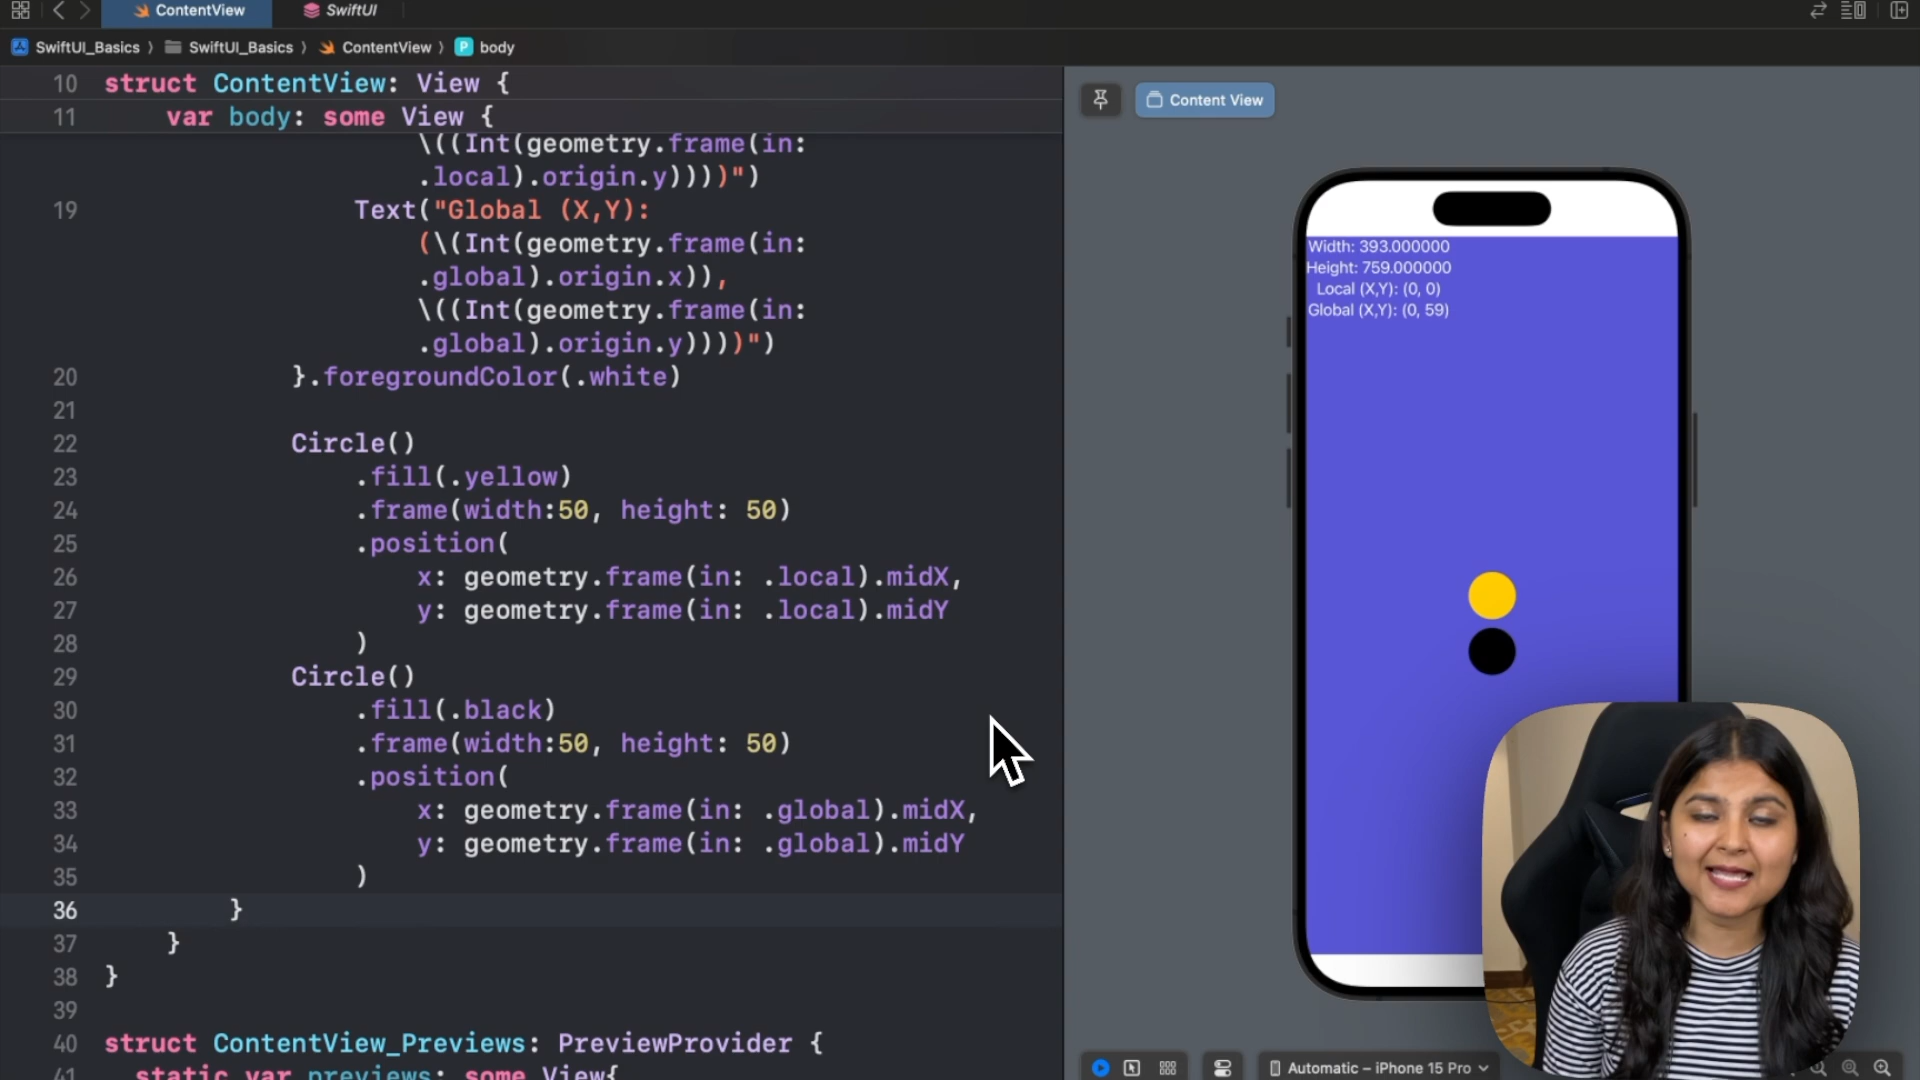 ContentView
SwiftUI
SwiftUI_Basics
SwiftUI_Basics
ContentView
body
10 struct ContentView: View {
11 var body: some View {
\((Int(geometry.frame(in:
.local).origin.y))))")
19 Text("Global (X,Y):
(\(Int(geometry.frame(in:
.global).origin.x)),
\((Int(geometry.frame(in:
.global).origin.y))))")
20 }.foregroundColor(.white)
21
22 Circle()
23 .fill(.yellow)
24 .frame(width:50, height: 50)
25 .position(
26 x: geometry.frame(in: .local).midX,
27 y: geometry.frame(in: .local).midY
28 )
29 Circle()
30 .fill(.black)
31 .frame(width:50, height: 50)
32 .position(
33 x: geometry.frame(in: .global).midX,
34 y: geometry.frame(in: .global).midY
35 )
36 }
37 }
38 }
39
40 struct ContentView_Previews: PreviewProvider {
41 static var previews: some View{
Content View
Width: 393.000000
Height: 759.000000
Local (X,Y): (0, 0)
Global (X,Y): (0, 59)
Automatic – iPhone 15 Pro